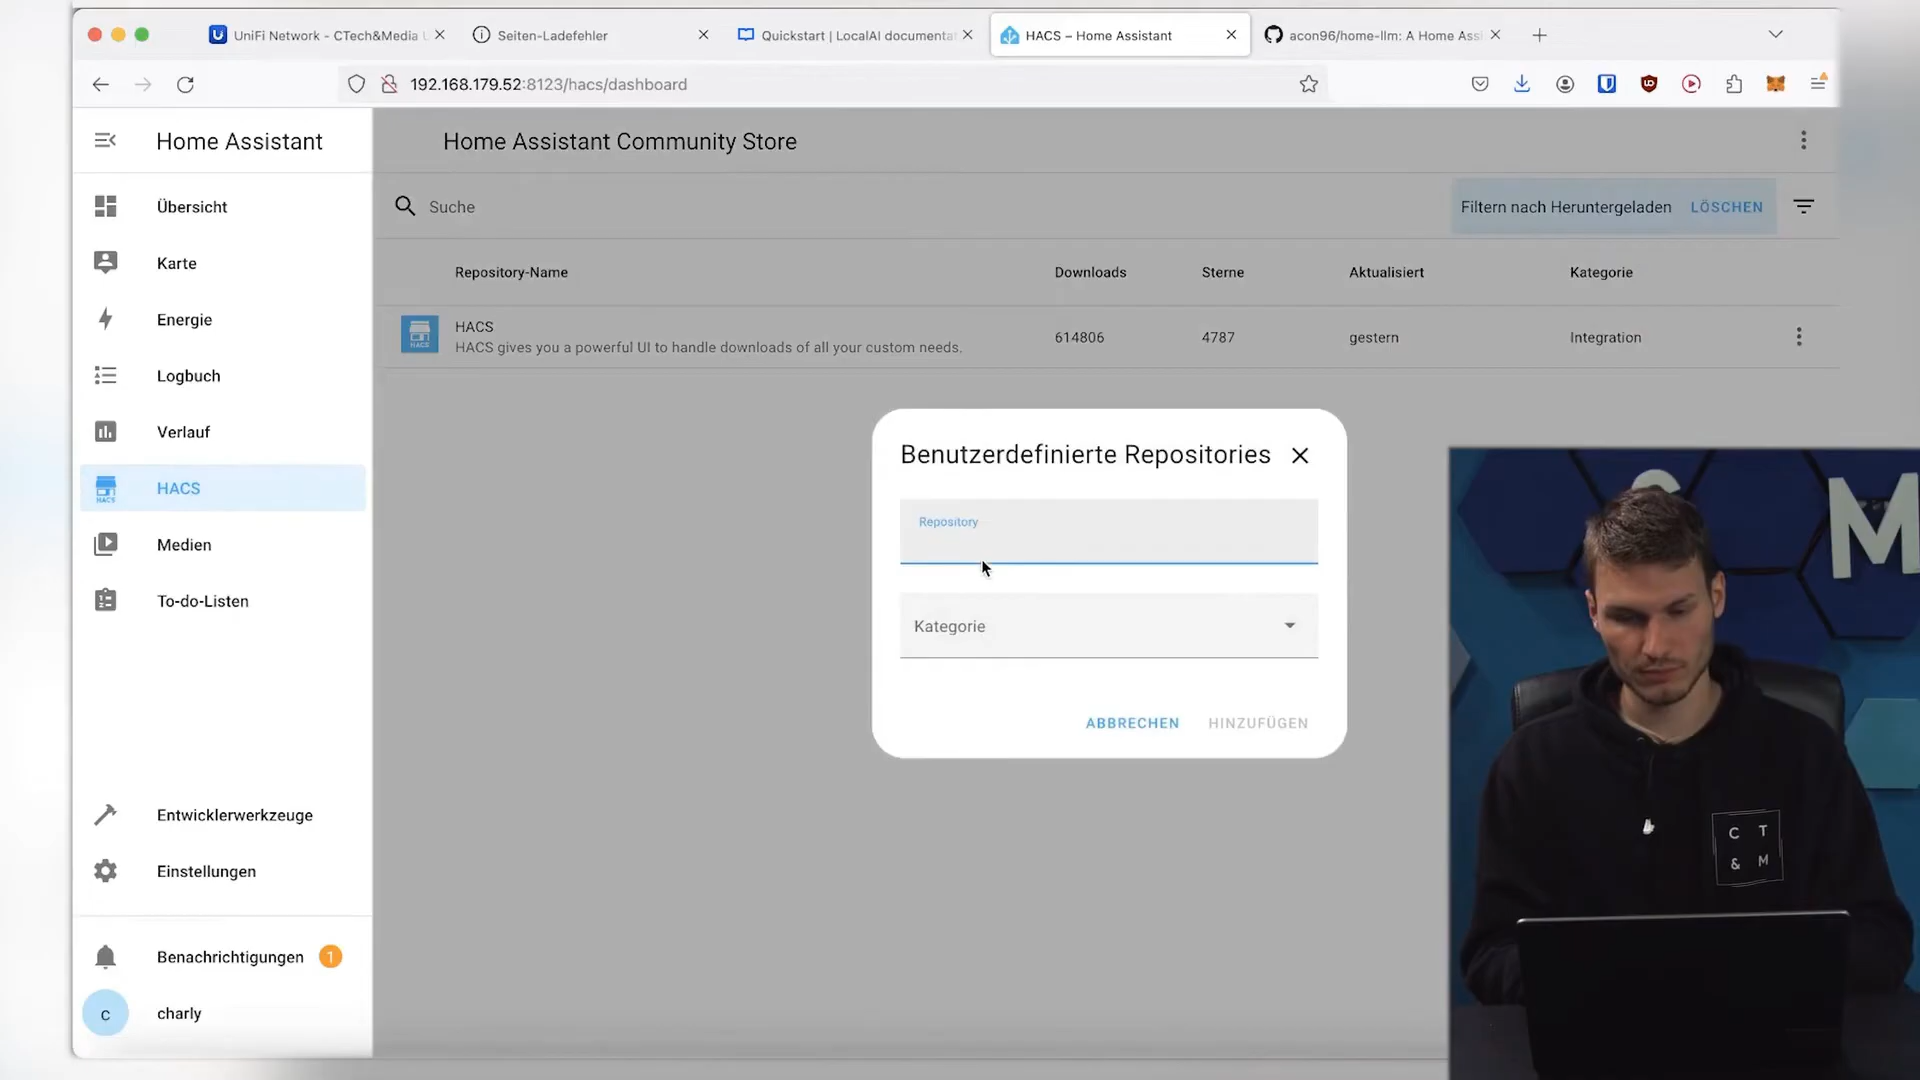 UniFi Network - CTech&Media
Seiten-Ladefehler
Quickstart | LocalAI documenta
HACS – Home Assistant
acon96/home-llm: A Home Ass
192.168.179.52:8123/hacs/dashboard
Home Assistant
Home Assistant Community Store
Übersicht
Suche
Filtern nach Heruntergeladen
LÖSCHEN
Karte
Repository-Name
Downloads
Sterne
Aktualisiert
Kategorie
Energie
HACS
HACS
HACS gives you a powerful UI to handle downloads of all your custom needs.
614806
4787
gestern
Integration
Logbuch
Verlauf
HACS
HACS
Medien
To-do-Listen
Benutzerdefinierte Repositories
Repository
Kategorie
ABBRECHEN
HINZUFÜGEN
Entwicklerwerkzeuge
Einstellungen
Benachrichtigungen
1
c
charly
M
C T
& M